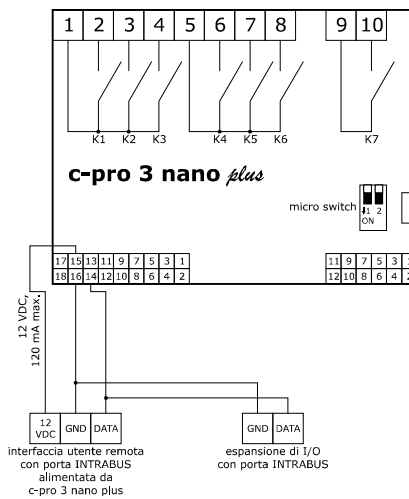 1 2 3 4 5 6 7 8 9 10
K1 K2 K3 K4 K5 K6 K7
c-pro 3 nano plus
micro switch
1 2
ON
17 15 13 11 9 7 5 3 1
18 16 14 12 10 8 6 4 2
11 9 7 5 3
12 10 8 6 4
12 VDC,
120 mA max.
12
VDC
GND DATA
GND DATA
interfaccia utente remota
con porta INTRABUS
alimentata da
c-pro 3 nano plus
espansione di I/O
con porta INTRABUS